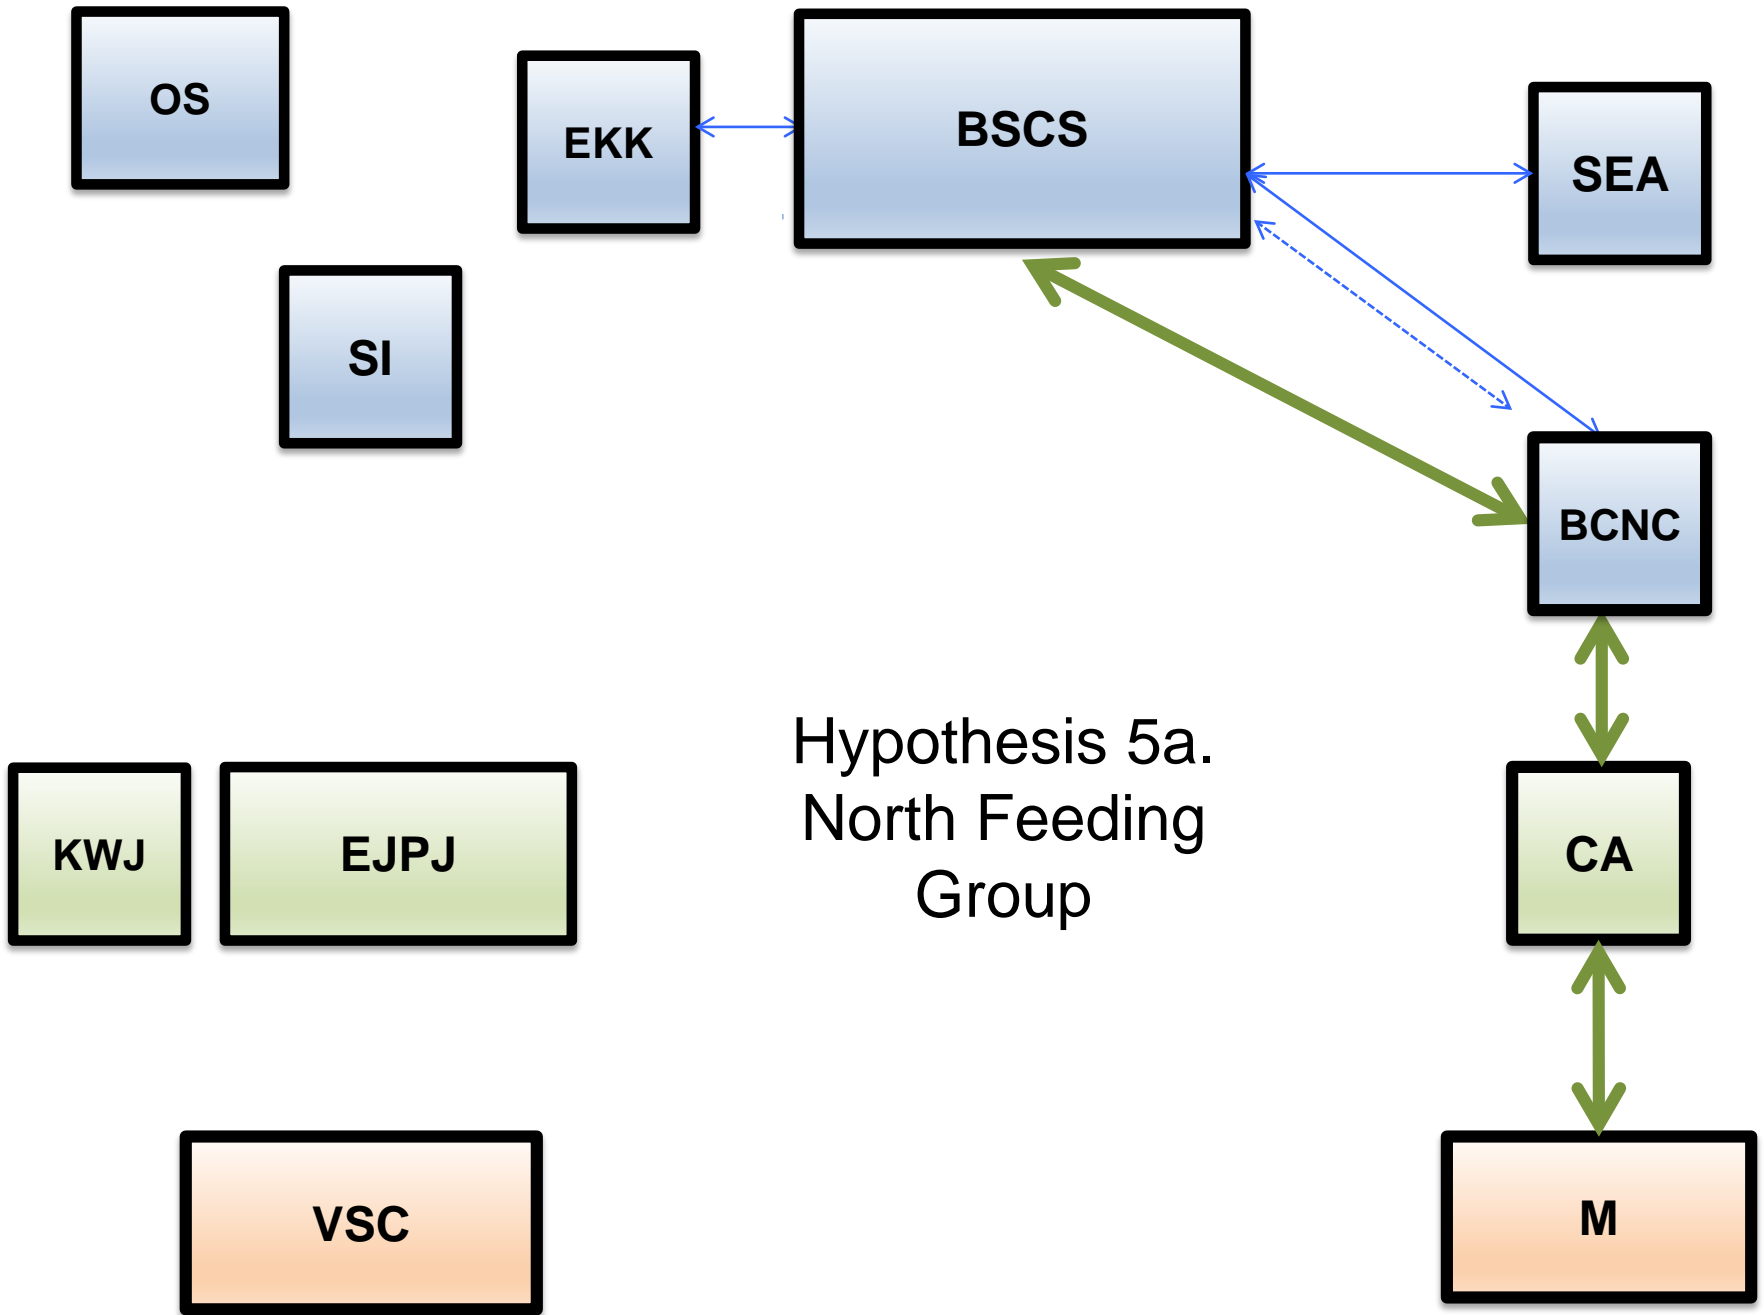 OS
EKK
BSCS
SEA
SI
BCNC
Hypothesis 5a.
North Feeding
Group
KWJ
EJPJ
CA
VSC
M